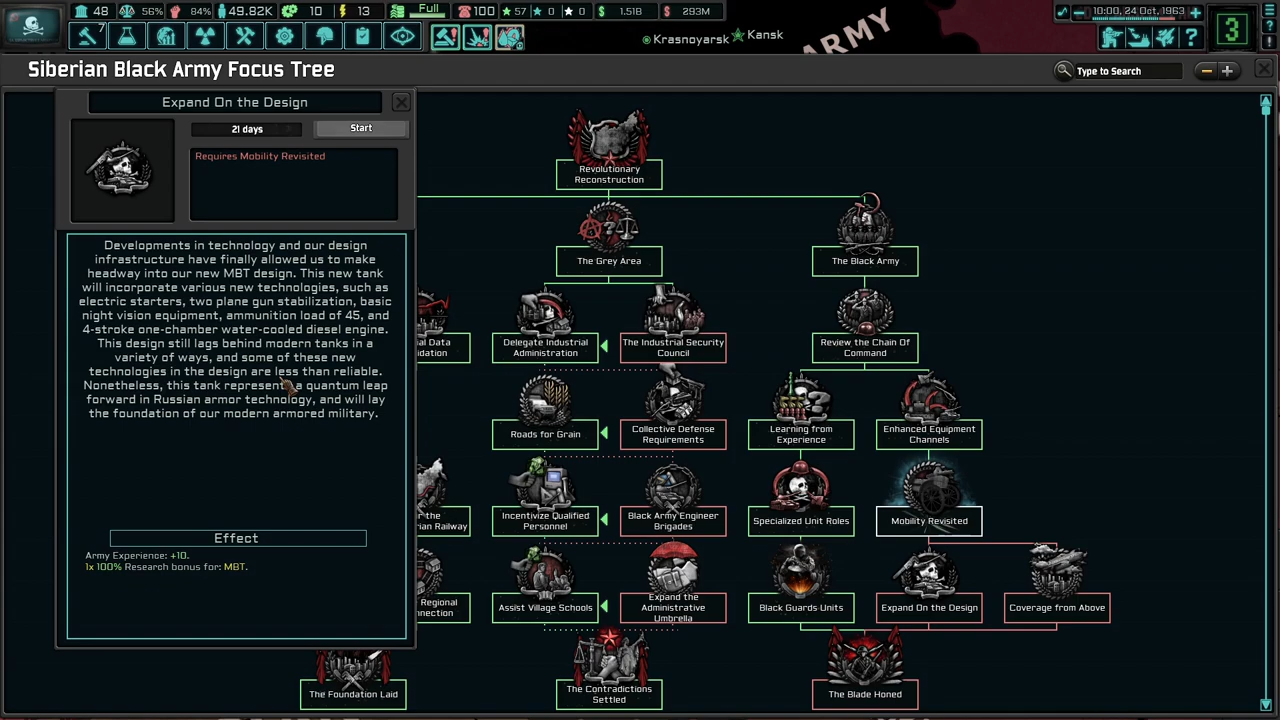 48
56%
84%
49.82K
10
13
Full
100
57
0
0
1.51B
293M
10:00, 24 Oct, 1963
7
3
Krasnoyarsk
Kansk
ARMY
Siberian Black Army Focus Tree
Type to Search
Expand On the Design
21 days
Start
Requires Mobility Revisited
Developments in technology and our design
infrastructure have finally allowed us to make
headway into our new MBT design. This new tank
will incorporate various new technologies, such as
electric starters, two plane gun stabilization, basic
night vision equipment, ammunition load of 45, and
4-stroke one-chamber water-cooled diesel engine.
This design still lags behind modern tanks in a
variety of ways, and some of these new
technologies in the design are less than reliable.
Nonetheless, this tank represents a quantum leap
forward in Russian armor technology, and will lay
the foundation of our modern armored military.
Effect
Army Experience: +10.
1x 100% Research bonus for: MBT.
Revolutionary
Reconstruction
The Grey Area
The Black Army
Delegate Industrial
Administration
The Industrial Security
Council
Review the Chain Of
Command
Roads for Grain
Collective Defense
Requirements
Learning from
Experience
Enhanced Equipment
Channels
Incentivize Qualified
Personnel
Black Army Engineer
Brigades
Specialized Unit Roles
Mobility Revisited
Regional
Assist Village Schools
Expand the
Administrative
Umbrella
Black Guards Units
Expand On the Design
Coverage from Above
The Foundation Laid
The Contradictions
Settled
The Blade Honed